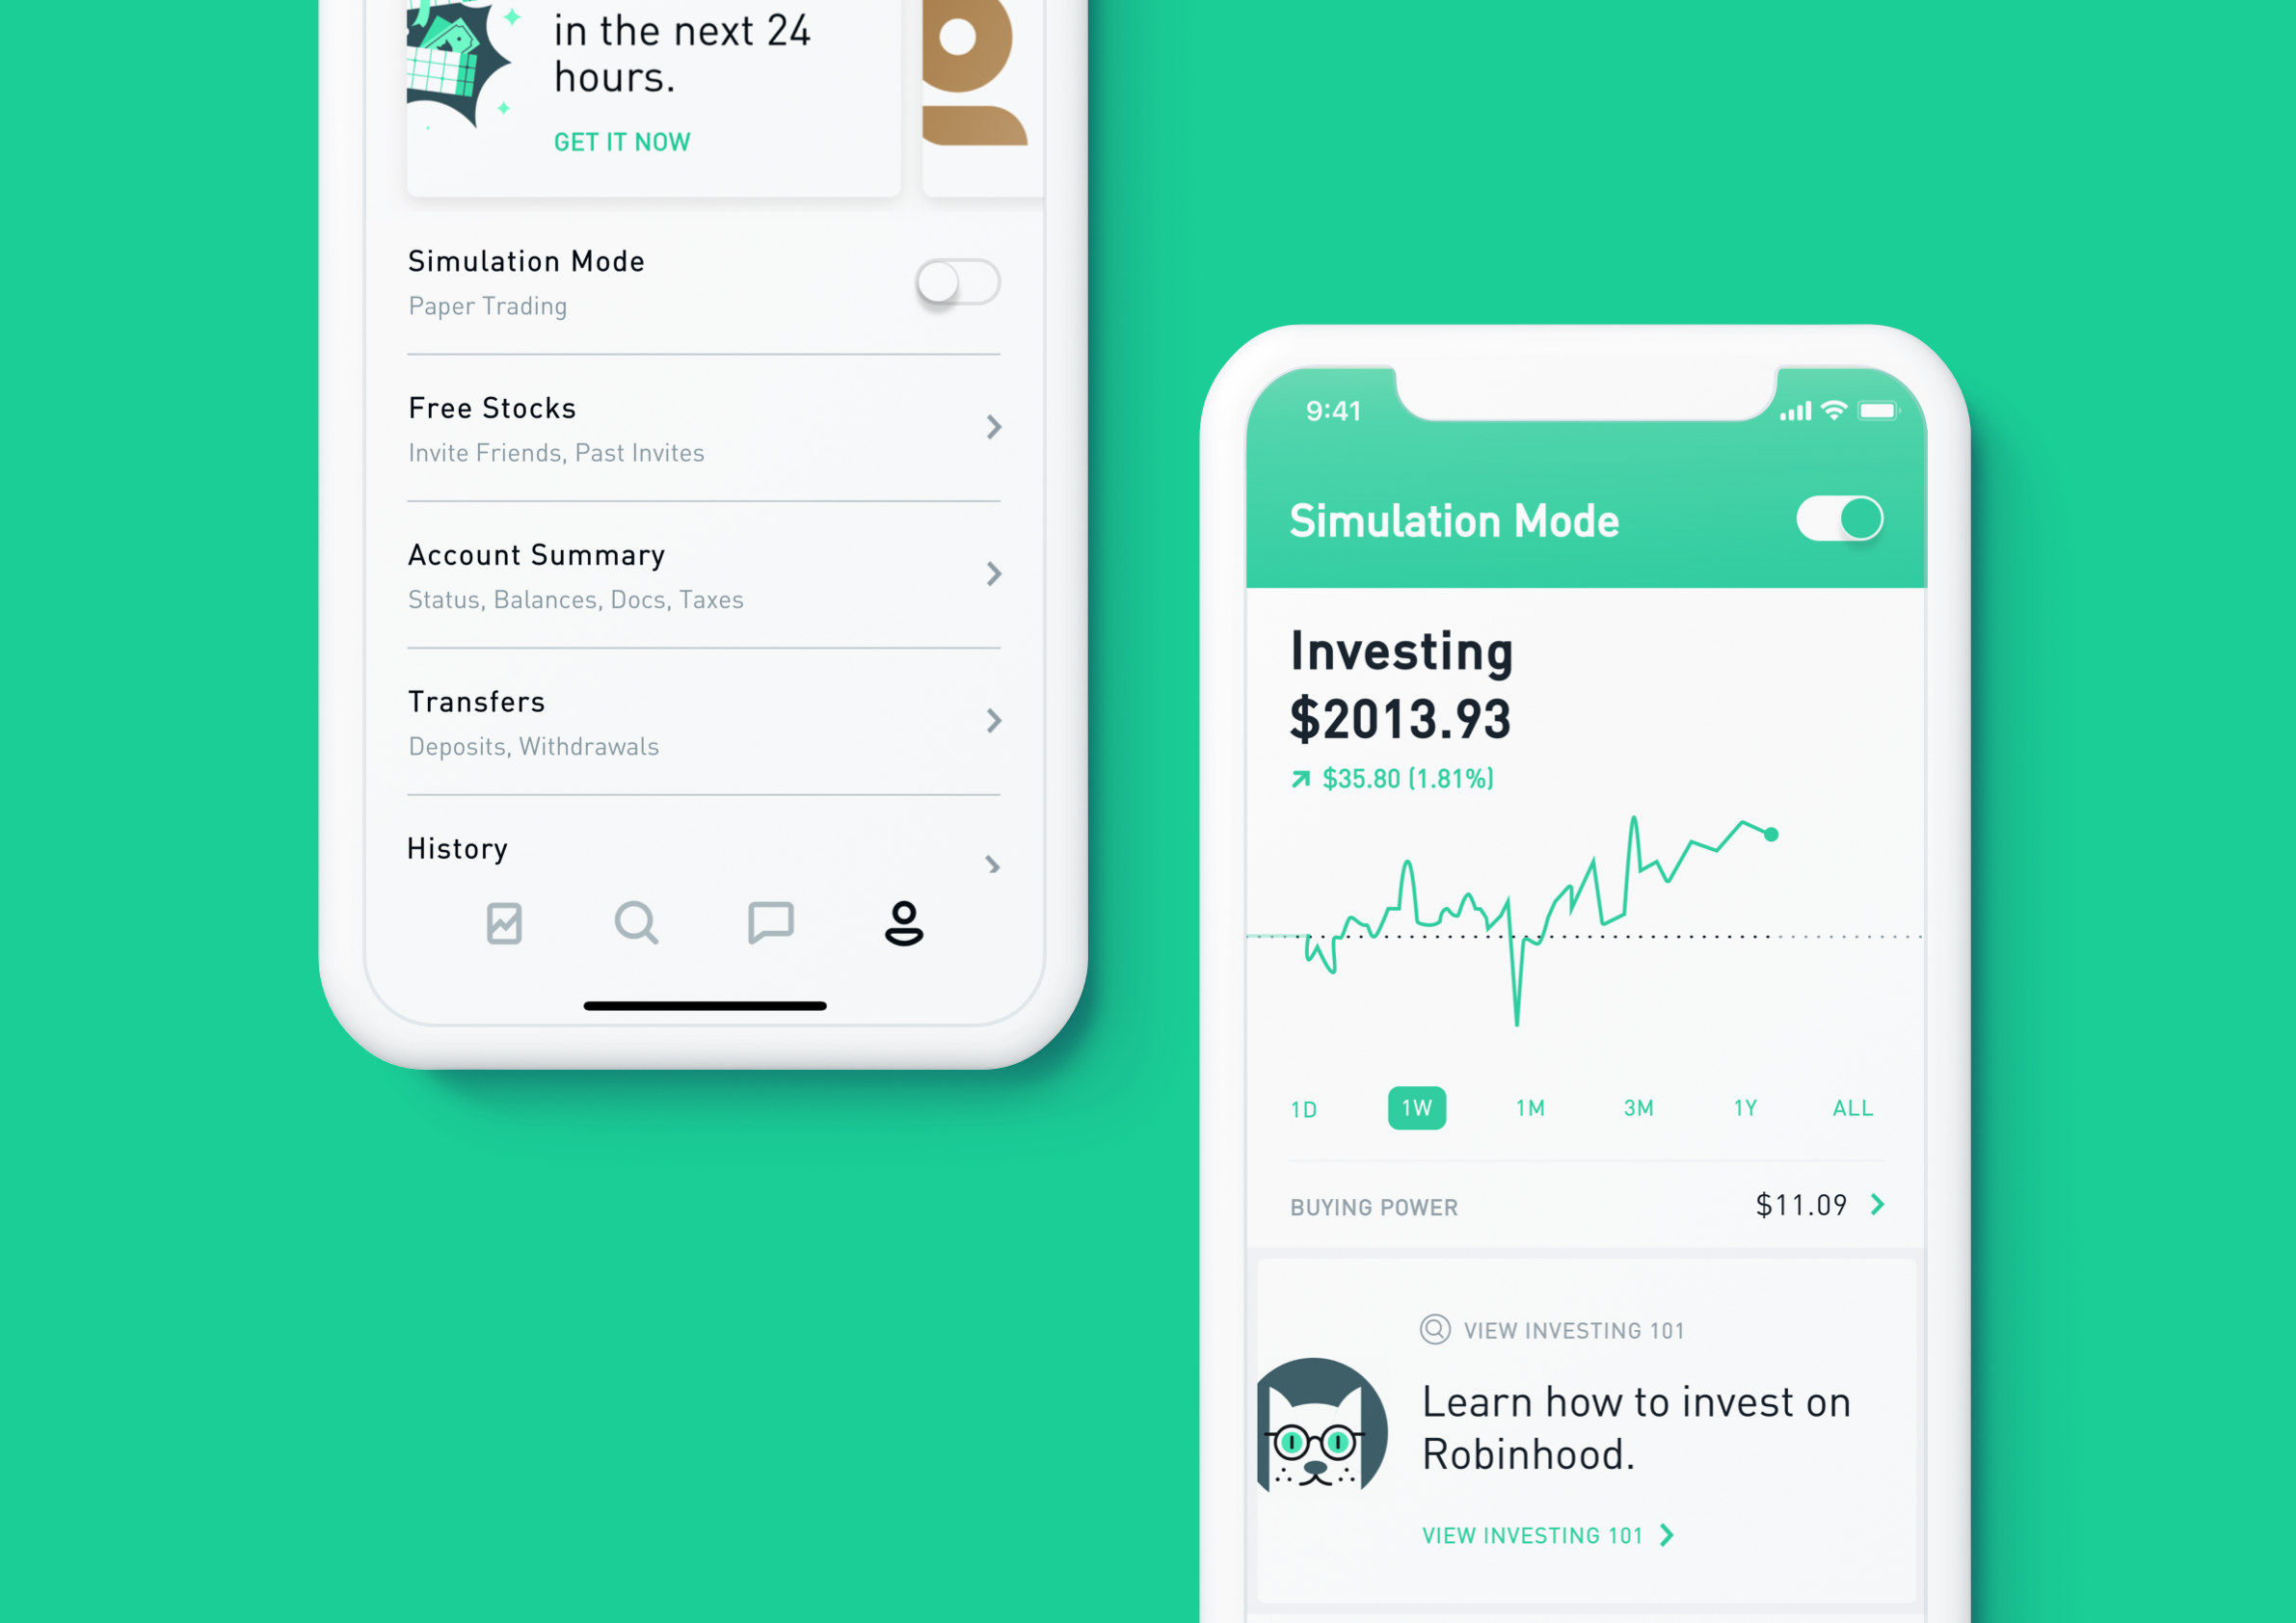 in the next 24
hours.
GET IT NOW
Simulation Mode
Paper Trading
Free Stocks
Invite Friends, Past Invites
Account Summary
Status, Balances, Docs, Taxes
Transfers
Deposits, Withdrawals
History
9:41
Simulation Mode
Investing
$2013.93
$35.80 (1.81%)
1D 1W 1M 3M 1Y ALL
BUYING POWER $11.09
VIEW INVESTING 101
Learn how to invest on
Robinhood.
VIEW INVESTING 101